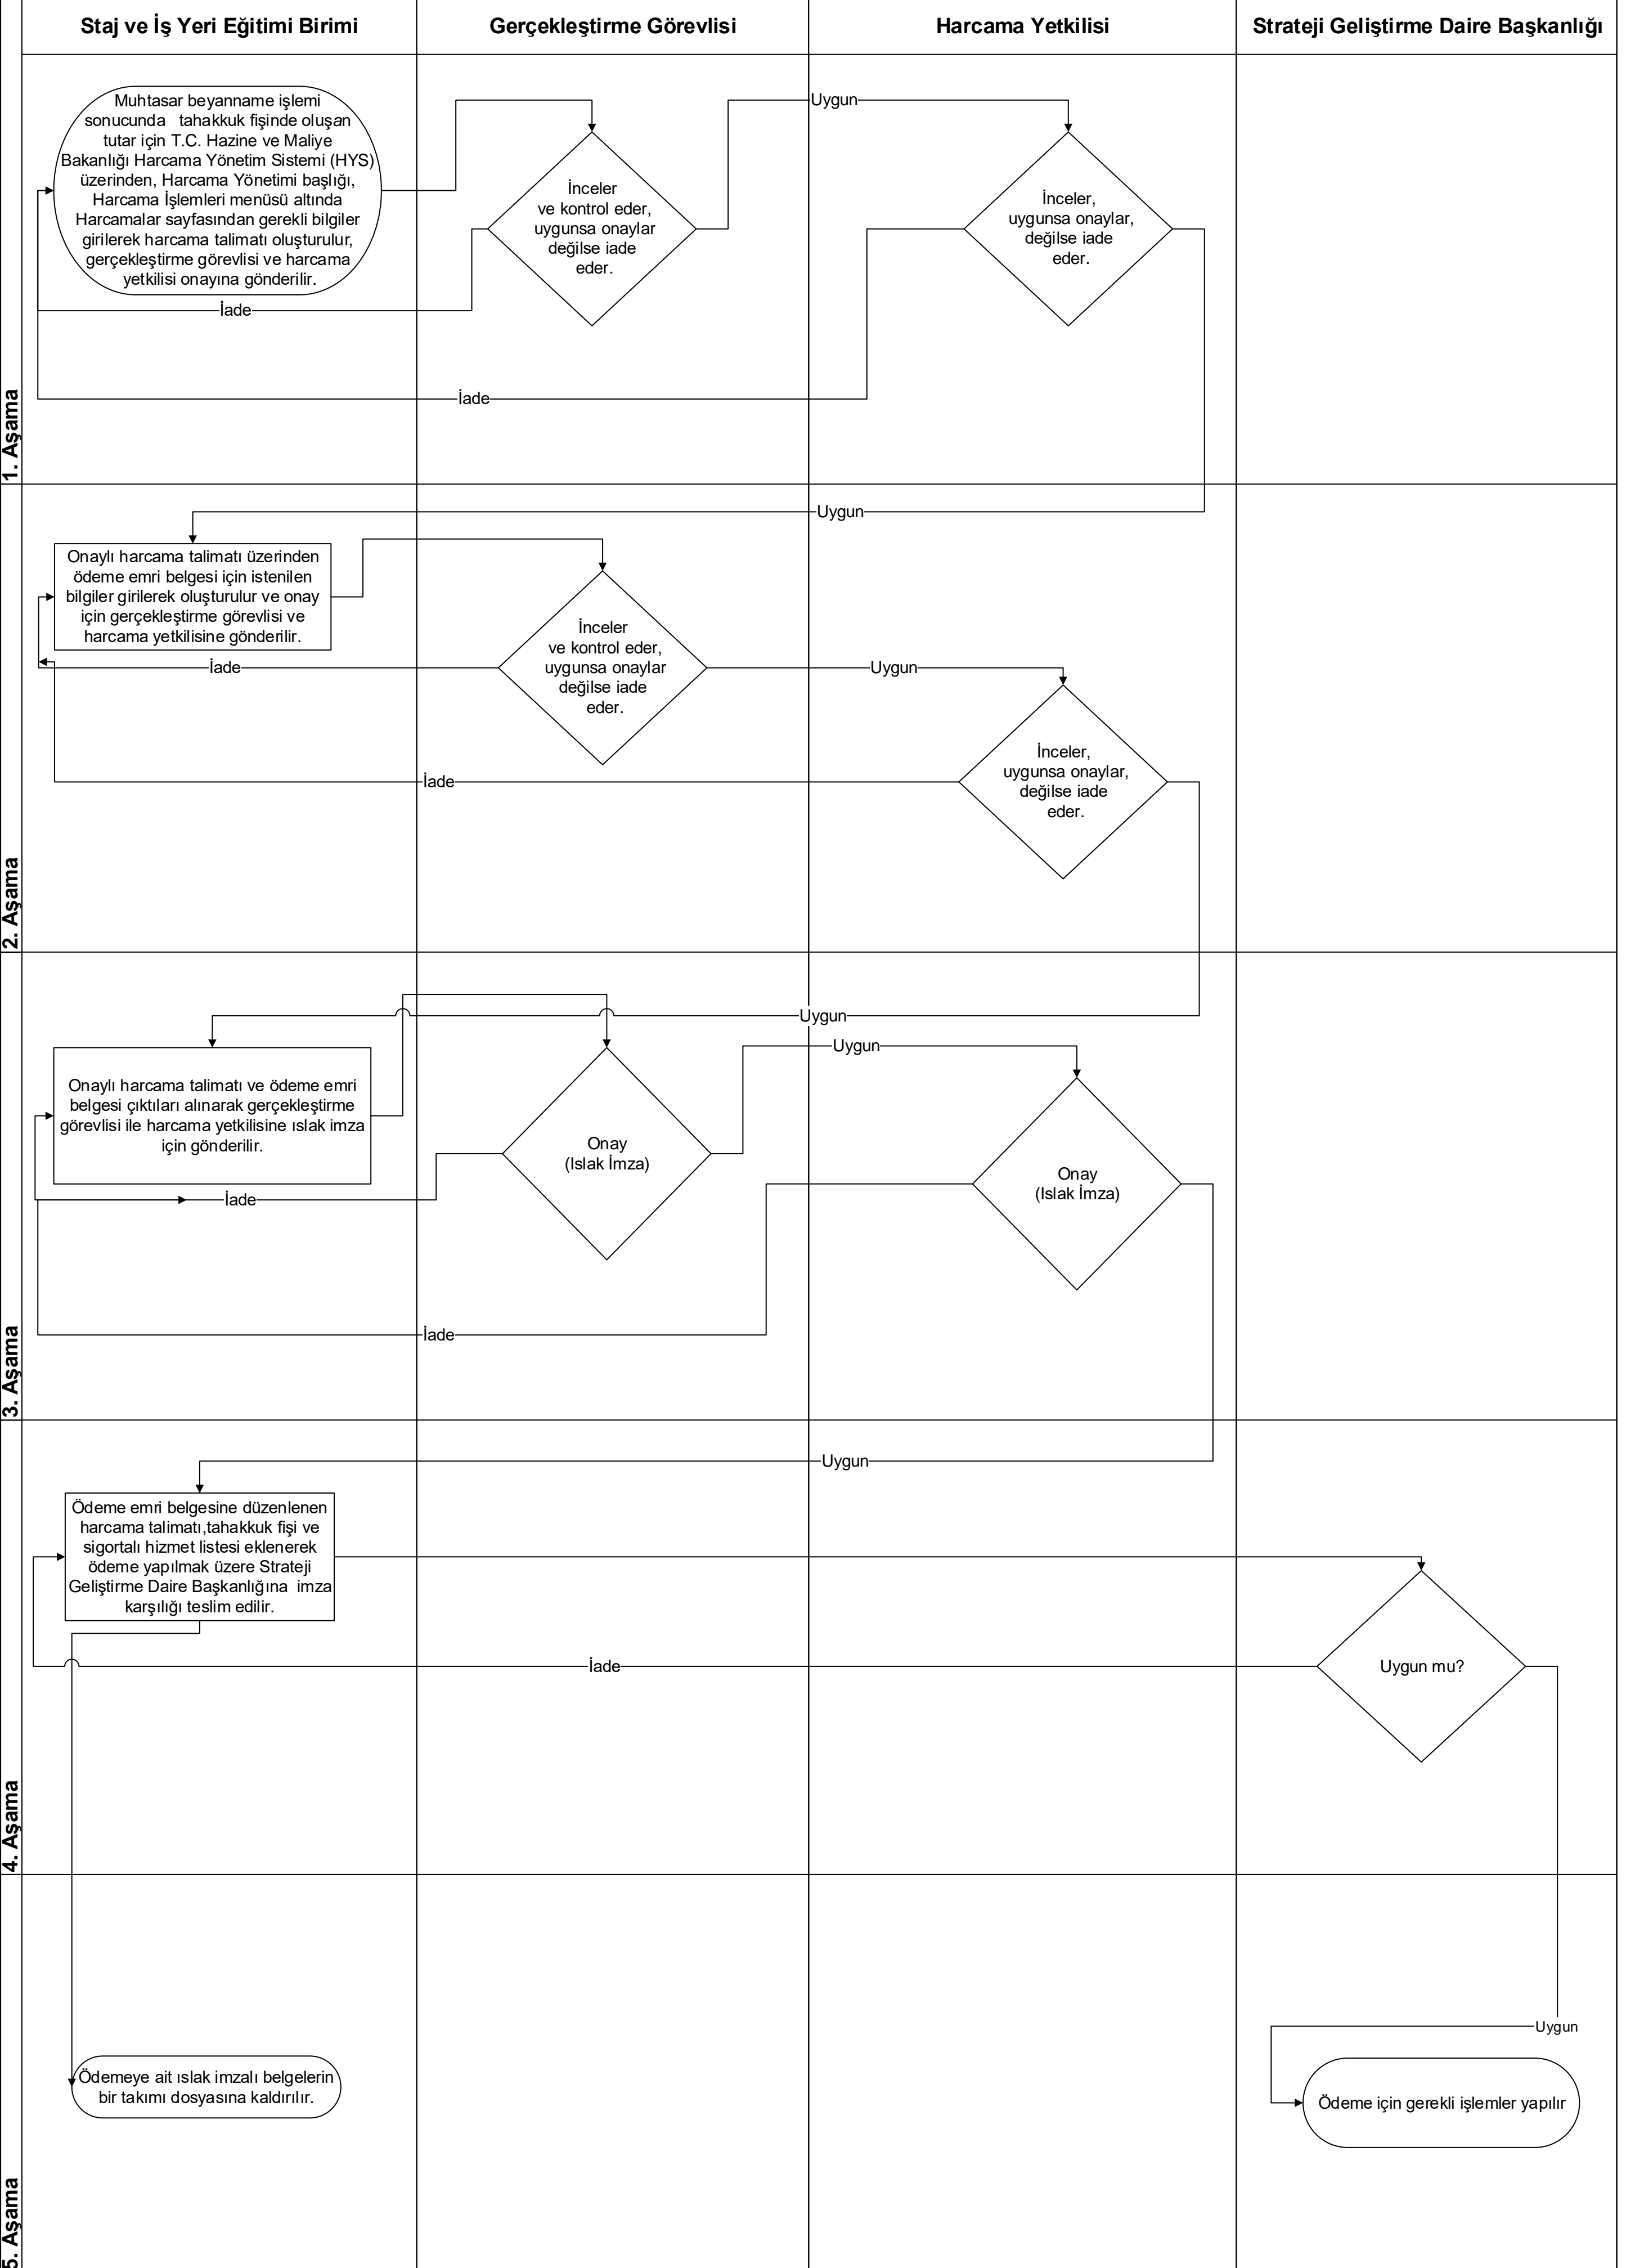 Staj ve İş Yeri Eğitimi Birimi
Gerçekleştirme Görevlisi
Harcama Yetkilisi
Strateji Geliştirme Daire Başkanlığı
1. Aşama
Muhtasar beyanname işlemi
sonucunda tahakkuk fişinde oluşan
tutar için T.C. Hazine ve Maliye
Bakanlığı Harcama Yönetim Sistemi (HYS)
üzerinden, Harcama Yönetimi başlığı,
Harcama İşlemleri menüsü altında
Harcamalar sayfasından gerekli bilgiler
girilerek harcama talimatı oluşturulur,
gerçekleştirme görevlisi ve harcama
yetkilisi onayına gönderilir.
İnceler
ve kontrol eder,
uygunsa onaylar
değilse iade
eder.
Uygun
İnceler,
uygunsa onaylar,
değilse iade
eder.
İade
İade
2. Aşama
Uygun
Onaylı harcama talimatı üzerinden
ödeme emri belgesi için istenilen
bilgiler girilerek oluşturulur ve onay
için gerçekleştirme görevlisi ve
harcama yetkilisine gönderilir.
İnceler
ve kontrol eder,
uygunsa onaylar
değilse iade
eder.
İade
Uygun
İnceler,
uygunsa onaylar,
değilse iade
eder.
İade
3. Aşama
Uygun
Uygun
Onaylı harcama talimatı ve ödeme emri
belgesi çıktıları alınarak gerçekleştirme
görevlisi ile harcama yetkilisine ıslak imza
için gönderilir.
Onay
(Islak İmza)
Onay
(Islak İmza)
İade
İade
4. Aşama
Uygun
Ödeme emri belgesine düzenlenen
harcama talimatı,tahakkuk fişi ve
sigortalı hizmet listesi eklenerek
ödeme yapılmak üzere Strateji
Geliştirme Daire Başkanlığına imza
karşılığı teslim edilir.
İade
Uygun mu?
5. Aşama
Uygun
Ödemeye ait ıslak imzalı belgelerin
bir takımı dosyasına kaldırılır.
Ödeme için gerekli işlemler yapılır